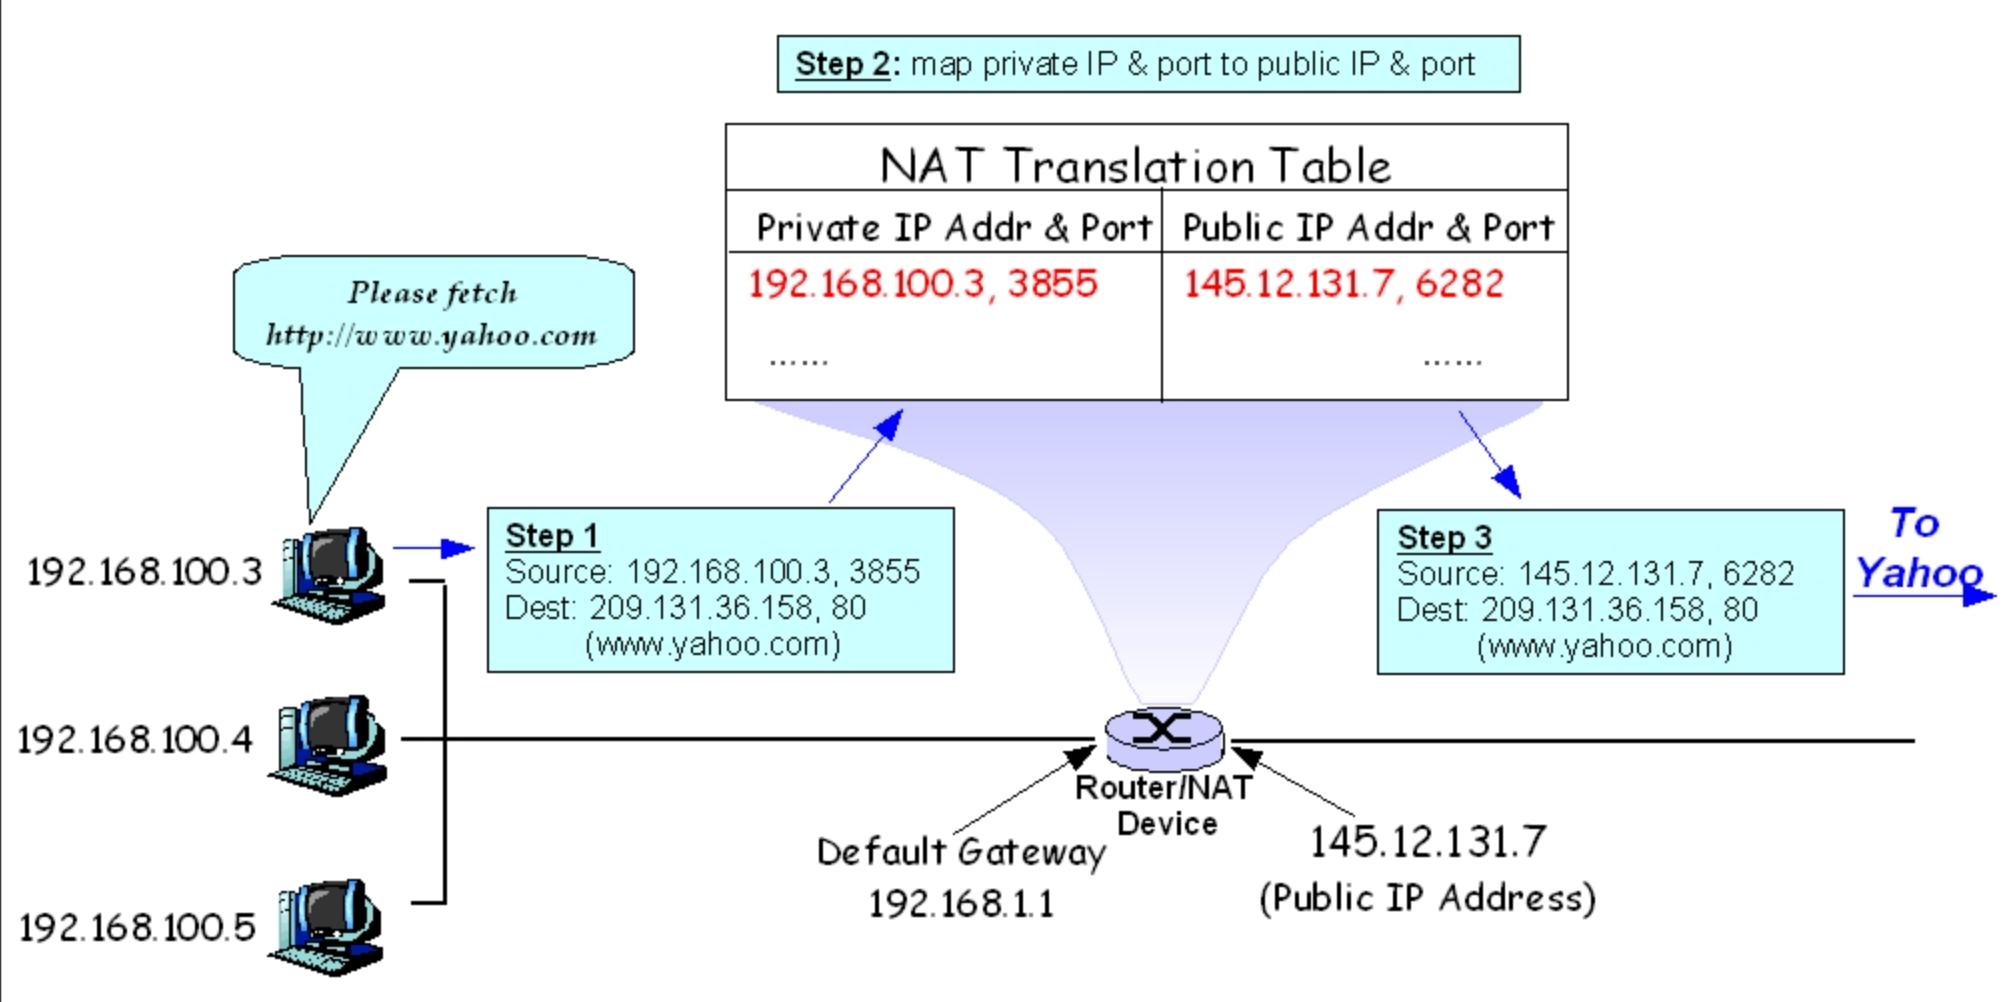 Step 2: map private IP & port to public IP & port
NAT Translation Table
Private IP Addr & Port
Public IP Addr & Port
192.168.100.3, 3855
145.12.131.7, 6282
......
......
Please fetch
http://www.yahoo.com
192.168.100.3
Step 1
Source: 192.168.100.3, 3855
Dest: 209.131.36.158, 80
(www.yahoo.com)
Step 3
Source: 145.12.131.7, 6282
Dest: 209.131.36.158, 80
(www.yahoo.com)
To
Yahoo
192.168.100.4
Router/NAT
Device
Default Gateway
192.168.1.1
145.12.131.7
(Public IP Address)
192.168.100.5